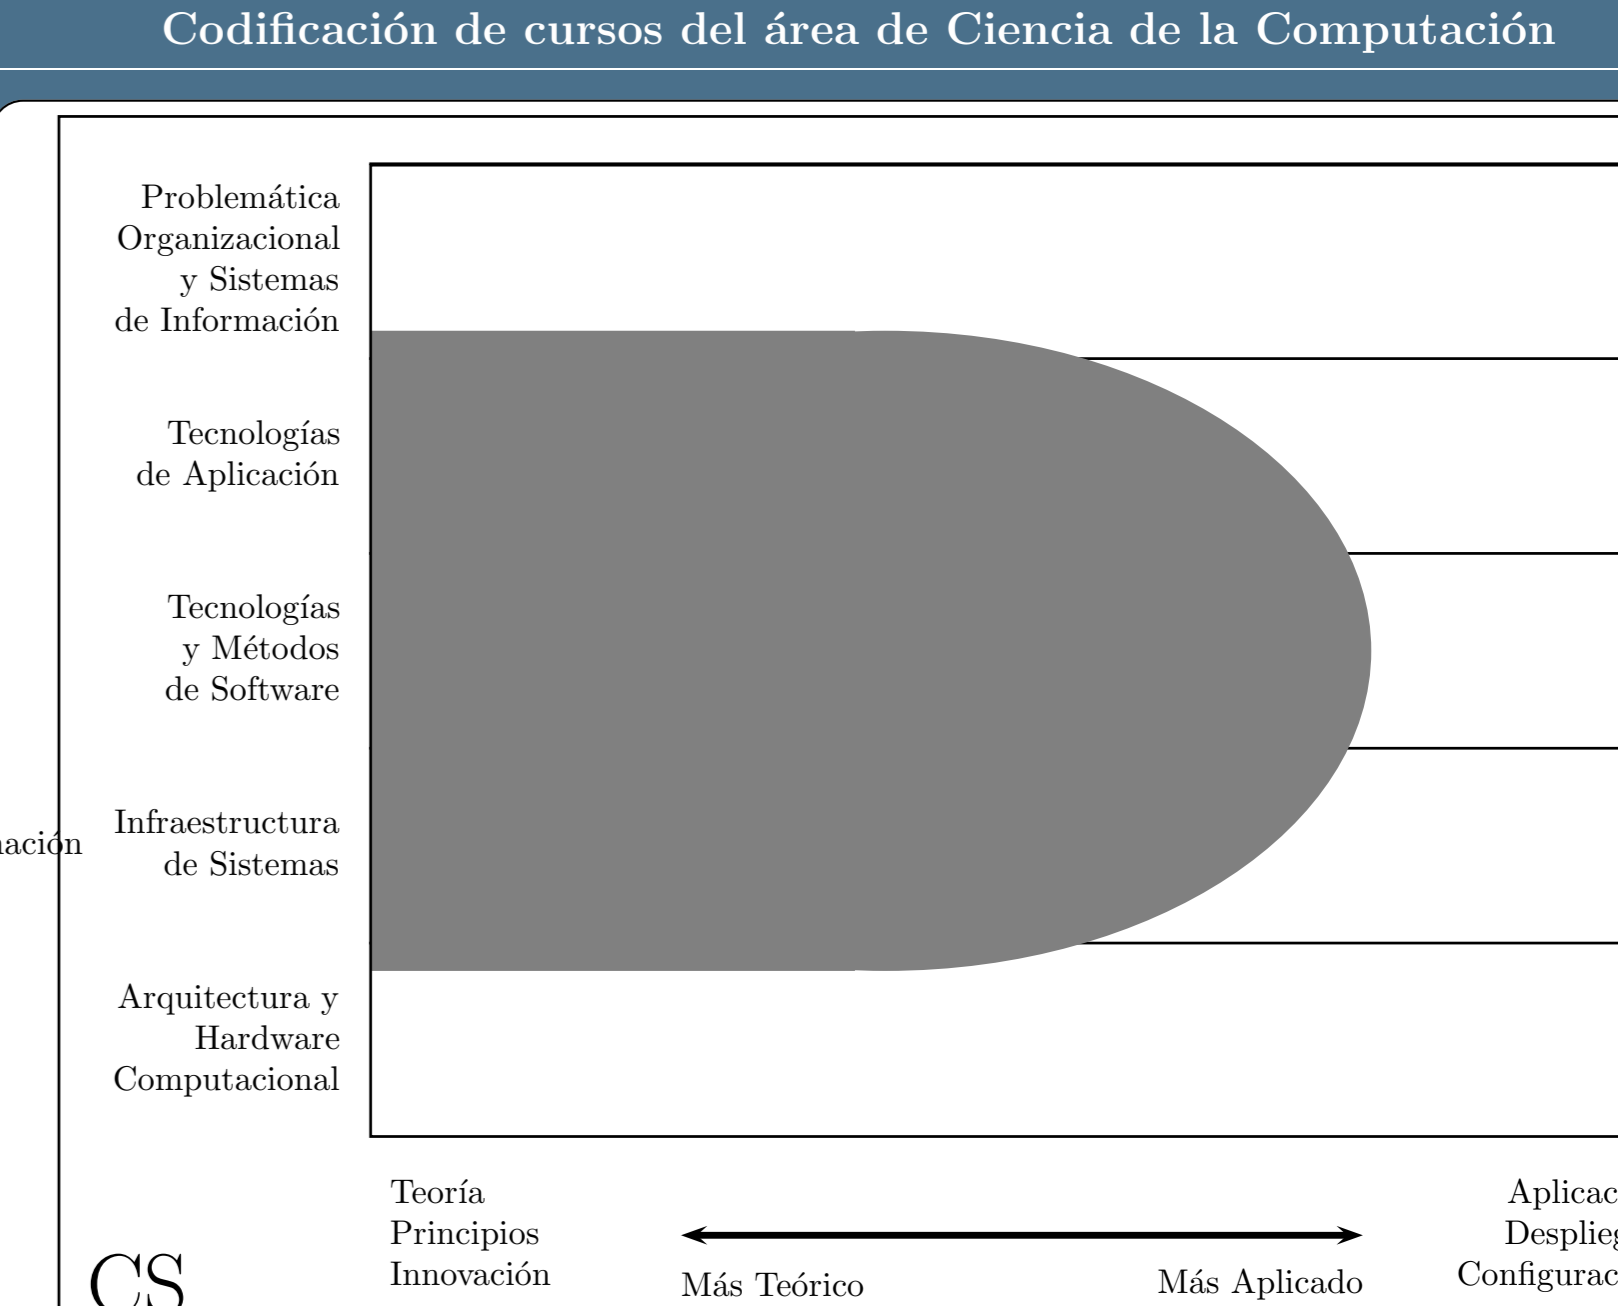 Codificación de cursos del área de Ciencia de la Computación
Problemática
Organizacional
y Sistemas
de Información
Tecnologías
de Aplicación
Tecnologías
y Métodos
de Software
Infraestructura
de Sistemas
Arquitectura y
Hardware
Computacional
Teoría
Principios
Innovación
Más Teórico
Más Aplicado
CS